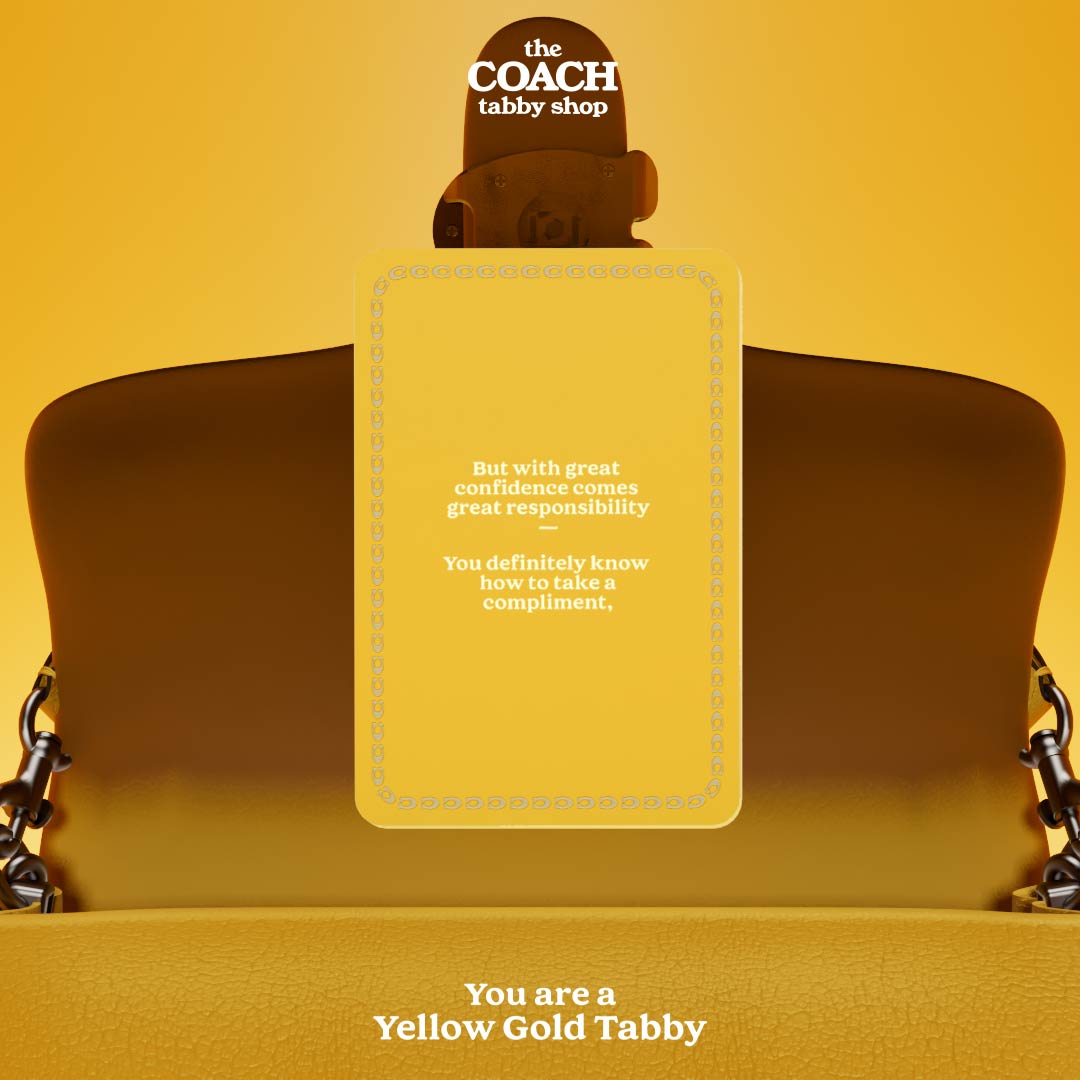 the
COACH
tabby shop
But with great
confidence comes
great responsibility
—
You definitely know
how to take a
compliment,
You are a
Yellow Gold Tabby